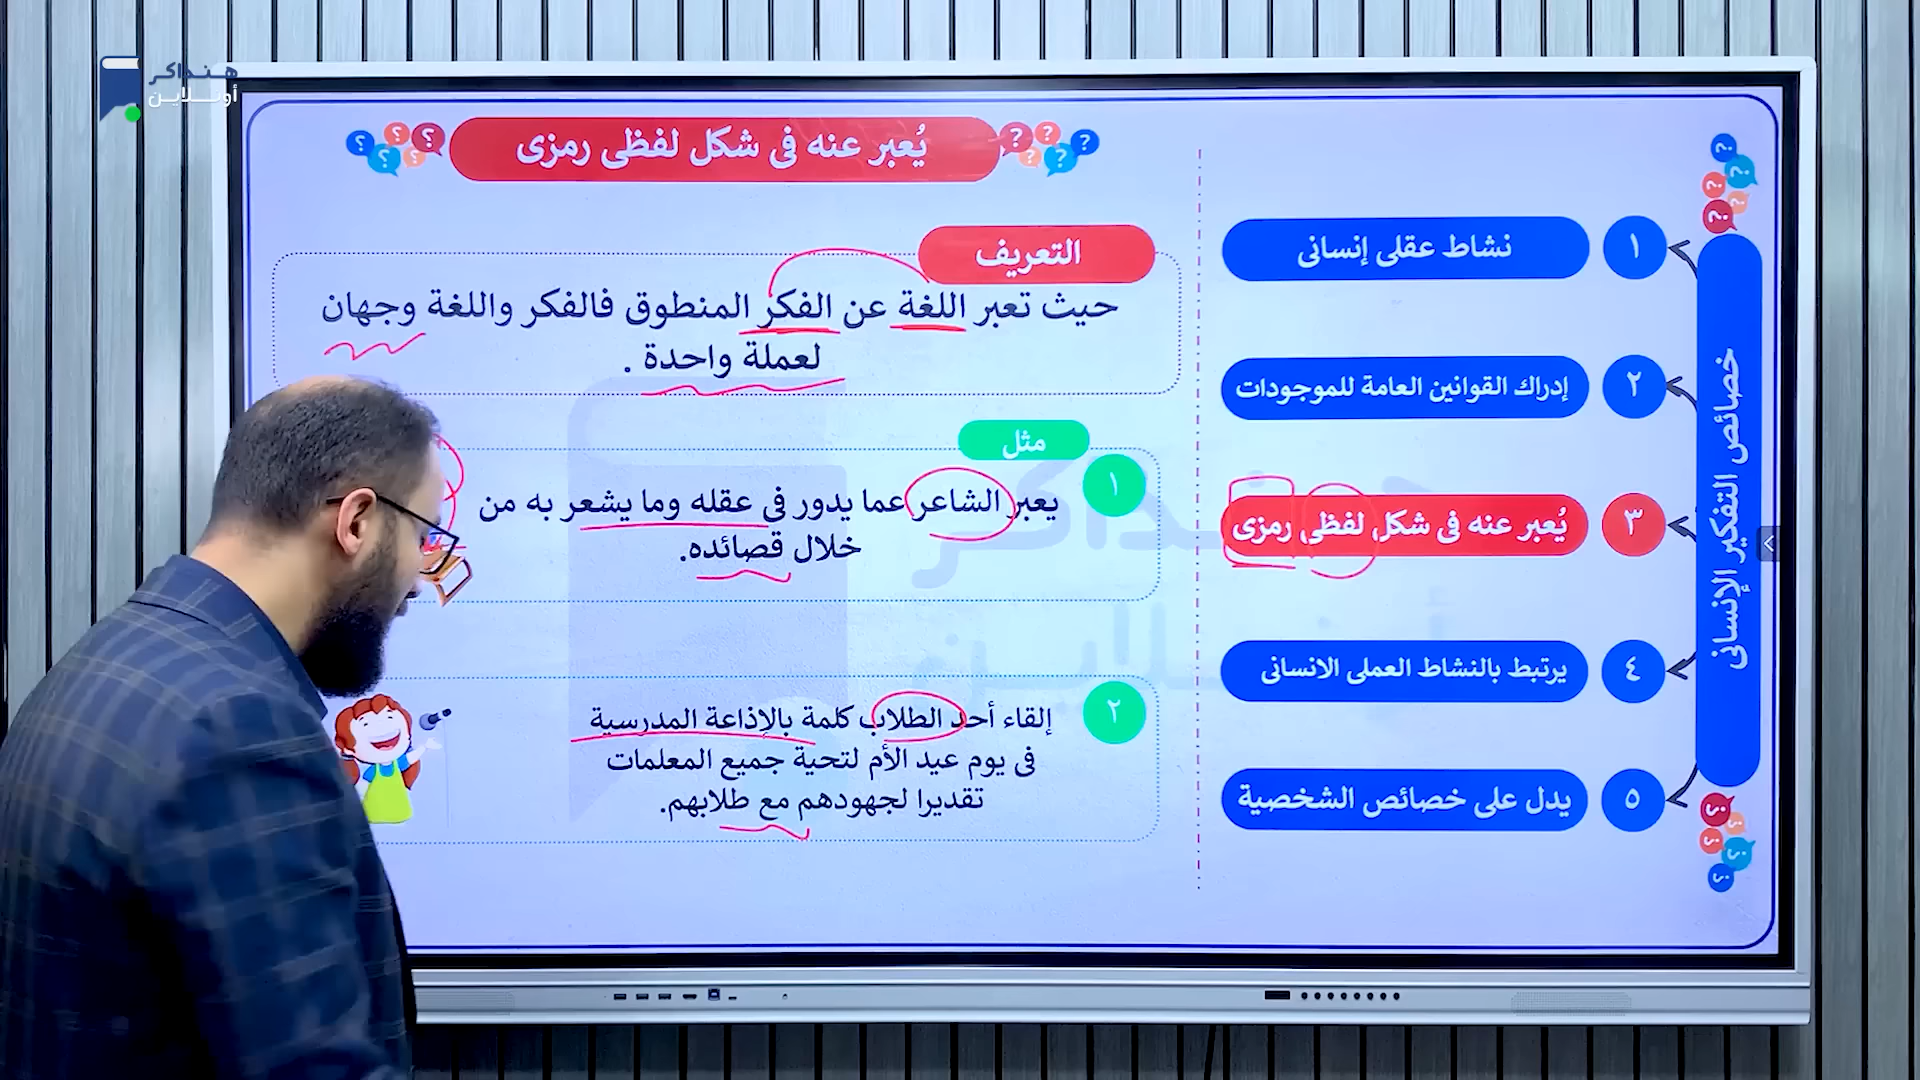 هنذاكر
أونلاين
يُعبر عنه فى شكل لفظى رمزى
التعريف
حيث تعبر اللغة عن الفكر المنطوق فالفكر واللغة وجهان
لعملة واحدة .
مثل
١
يعبر الشاعر عما يدور فى عقله وما يشعر به من
خلال قصائده.
٢
إلقاء أحد الطلاب كلمة بالإذاعة المدرسية
فى يوم عيد الأم لتحية جميع المعلمات
تقديرا لجهودهم مع طلابهم.
خصائص التفكير الإنسانى
١
نشاط عقلى إنسانى
٢
إدراك القوانين العامة للموجودات
٣
يُعبر عنه فى شكل لفظى رمزى
٤
يرتبط بالنشاط العملى الانسانى
٥
يدل على خصائص الشخصية